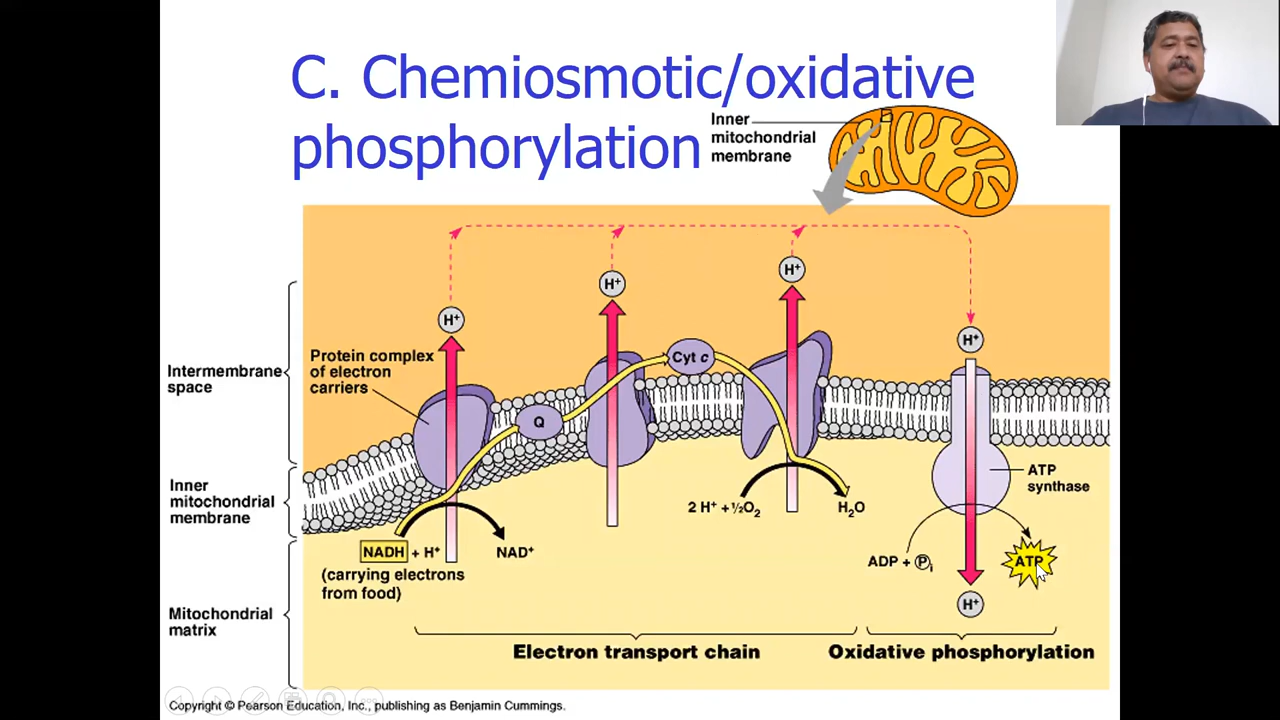 C. Chemiosmotic/oxidative
phosphorylation
Inner
mitochondrial
membrane
H+
H+
H+
H+
Protein complex
of electron
carriers
Intermembrane
space
Cyt c
Q
ATP
synthase
Inner
mitochondrial
membrane
2 H+ + ½O2
H2O
NADH + H+
NAD+
(carrying electrons
from food)
ADP + Pi
ATP
H+
Mitochondrial
matrix
Electron transport chain
Oxidative phosphorylation
Copyright © Pearson Education, Inc., publishing as Benjamin Cummings.